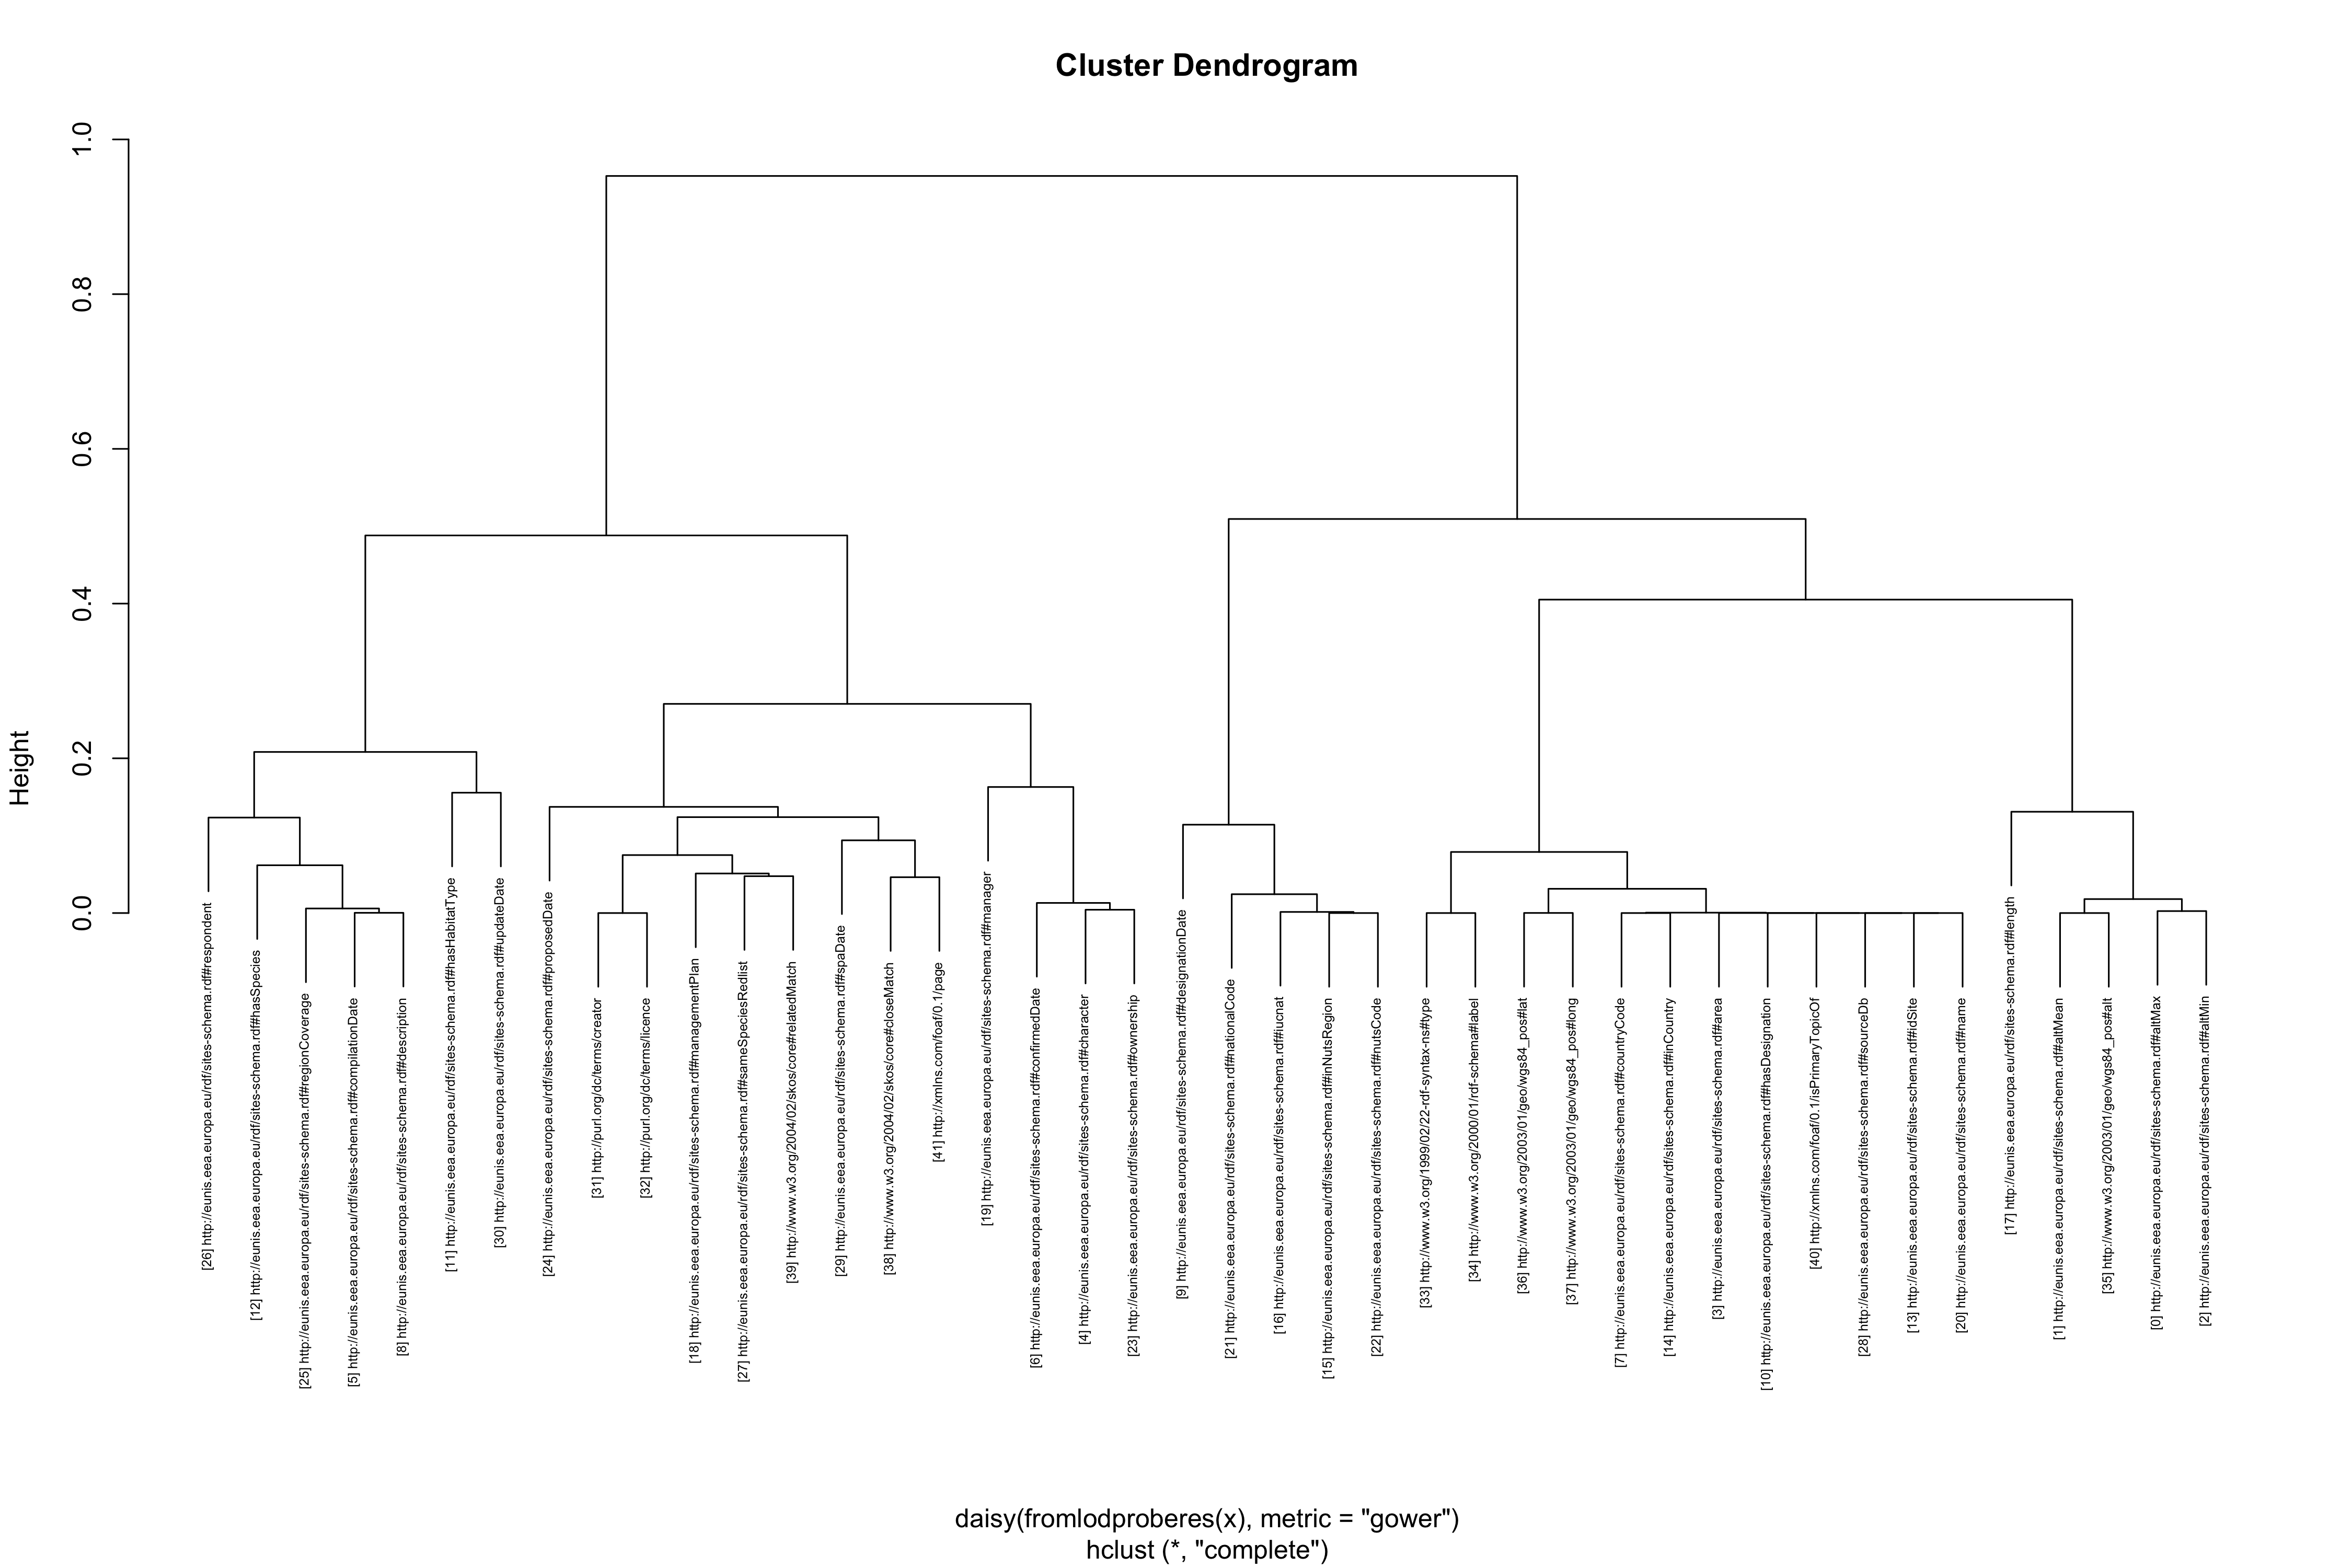 Cluster Dendrogram
Height
1.0
0.8
0.6
0.4
0.2
0.0
[26] http://eunis.eea.europa.eu/rdf/sites-schema.rdf#respondent
[12] http://eunis.eea.europa.eu/rdf/sites-schema.rdf#hasSpecies
[25] http://eunis.eea.europa.eu/rdf/sites-schema.rdf#regionCoverage
[5] http://eunis.eea.europa.eu/rdf/sites-schema.rdf#compilationDate
[8] http://eunis.eea.europa.eu/rdf/sites-schema.rdf#description
[11] http://eunis.eea.europa.eu/rdf/sites-schema.rdf#hasHabitatType
[30] http://eunis.eea.europa.eu/rdf/sites-schema.rdf#updateDate
[24] http://eunis.eea.europa.eu/rdf/sites-schema.rdf#proposedDate
[31] http://purl.org/dc/terms/creator
[32] http://purl.org/dc/terms/licence
[18] http://eunis.eea.europa.eu/rdf/sites-schema.rdf#managementPlan
[27] http://eunis.eea.europa.eu/rdf/sites-schema.rdf#sameSpeciesRedlist
[39] http://www.w3.org/2004/02/skos/core#relatedMatch
[29] http://eunis.eea.europa.eu/rdf/sites-schema.rdf#spaDate
[38] http://www.w3.org/2004/02/skos/core#closeMatch
[41] http://xmlns.com/foaf/0.1/page
[19] http://eunis.eea.europa.eu/rdf/sites-schema.rdf#manager
[6] http://eunis.eea.europa.eu/rdf/sites-schema.rdf#confirmedDate
[4] http://eunis.eea.europa.eu/rdf/sites-schema.rdf#character
[23] http://eunis.eea.europa.eu/rdf/sites-schema.rdf#ownership
[9] http://eunis.eea.europa.eu/rdf/sites-schema.rdf#designationDate
[21] http://eunis.eea.europa.eu/rdf/sites-schema.rdf#nationalCode
[16] http://eunis.eea.europa.eu/rdf/sites-schema.rdf#iucnat
[15] http://eunis.eea.europa.eu/rdf/sites-schema.rdf#inNutsRegion
[22] http://eunis.eea.europa.eu/rdf/sites-schema.rdf#nutsCode
[33] http://www.w3.org/1999/02/22-rdf-syntax-ns#type
[34] http://www.w3.org/2000/01/rdf-schema#label
[36] http://www.w3.org/2003/01/geo/wgs84_pos#lat
[37] http://www.w3.org/2003/01/geo/wgs84_pos#long
[7] http://eunis.eea.europa.eu/rdf/sites-schema.rdf#countryCode
[14] http://eunis.eea.europa.eu/rdf/sites-schema.rdf#inCountry
[3] http://eunis.eea.europa.eu/rdf/sites-schema.rdf#area
[10] http://eunis.eea.europa.eu/rdf/sites-schema.rdf#hasDesignation
[40] http://xmlns.com/foaf/0.1/isPrimaryTopicOf
[28] http://eunis.eea.europa.eu/rdf/sites-schema.rdf#sourceDb
[13] http://eunis.eea.europa.eu/rdf/sites-schema.rdf#idSite
[20] http://eunis.eea.europa.eu/rdf/sites-schema.rdf#name
[17] http://eunis.eea.europa.eu/rdf/sites-schema.rdf#length
[1] http://eunis.eea.europa.eu/rdf/sites-schema.rdf#altMean
[35] http://www.w3.org/2003/01/geo/wgs84_pos#alt
[0] http://eunis.eea.europa.eu/rdf/sites-schema.rdf#altMax
[2] http://eunis.eea.europa.eu/rdf/sites-schema.rdf#altMin
daisy(fromlodproberes(x), metric = "gower")
hclust (*, "complete")